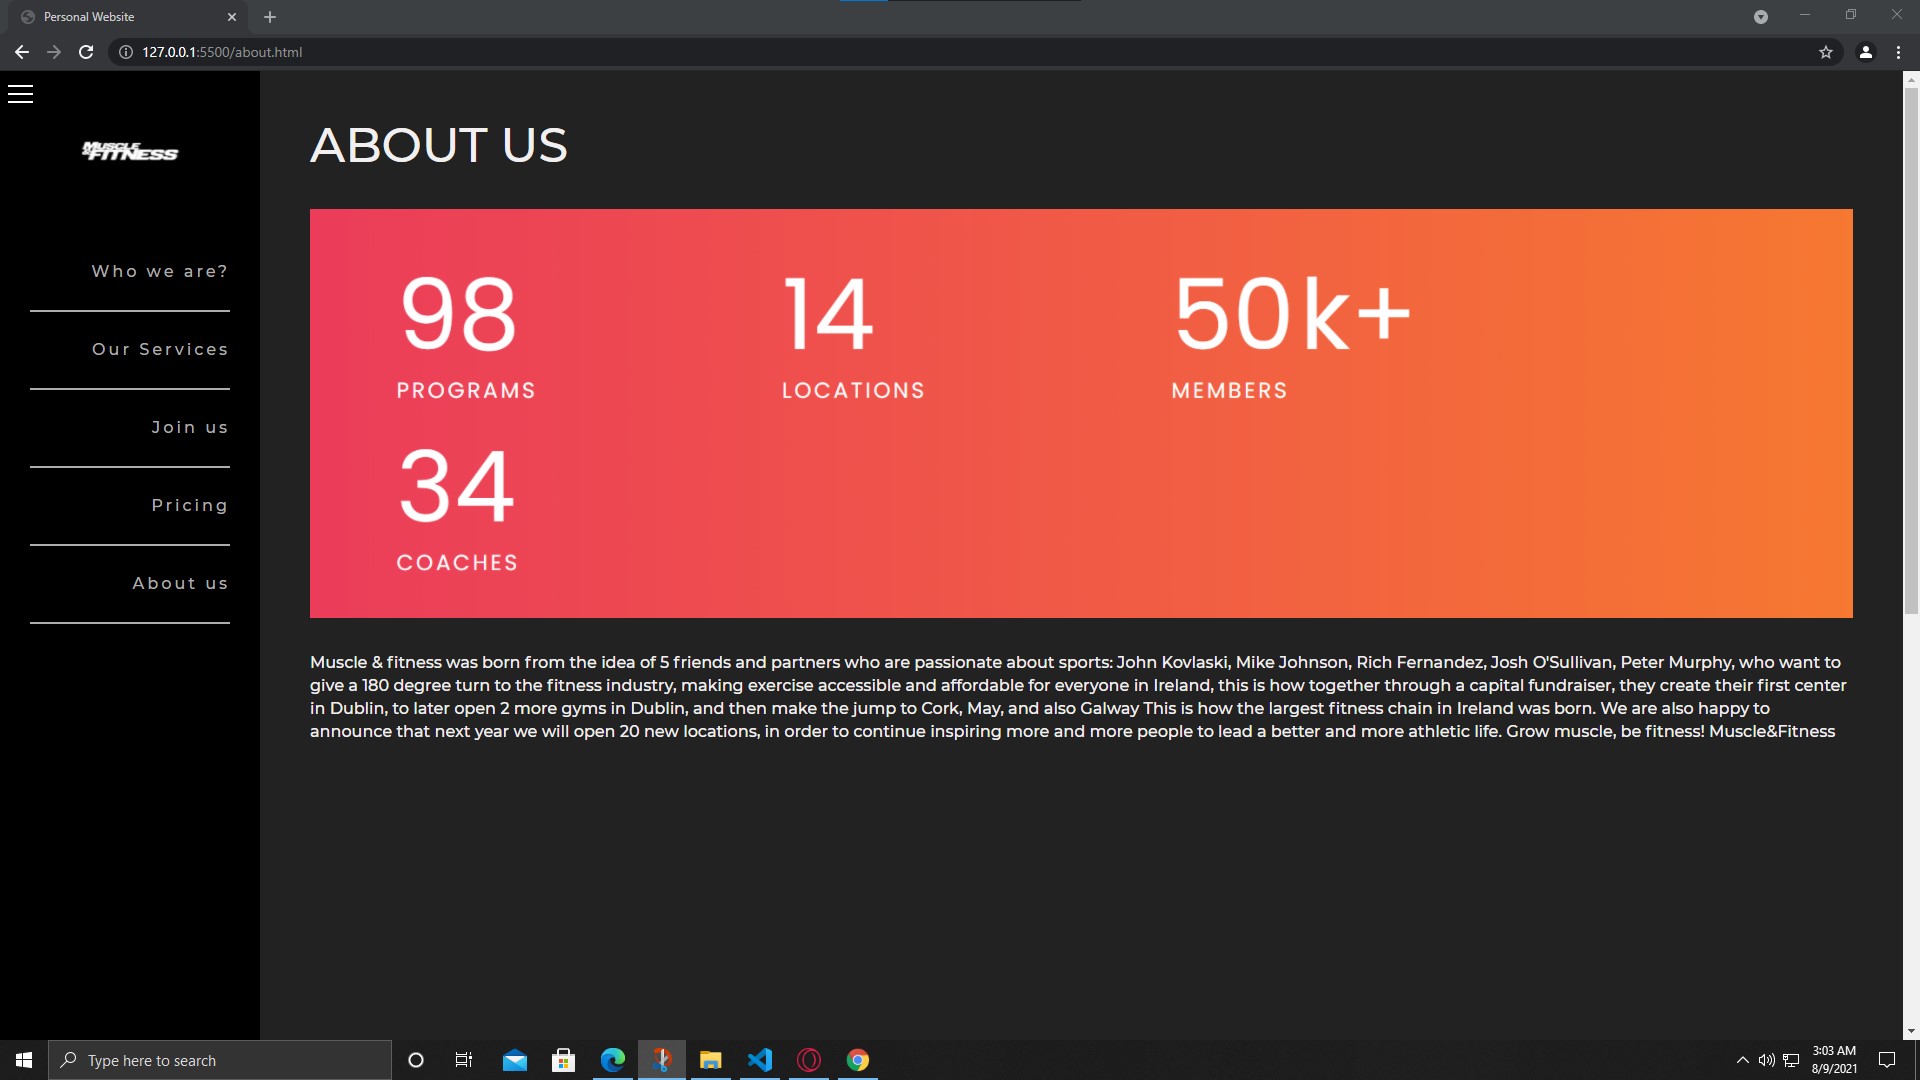 Personal Website
127.0.0.1:5500/about.html
MUSCLE
&FITNESS
Who we are?
Our Services
Join us
Pricing
About us
ABOUT US
98
PROGRAMS
14
LOCATIONS
50k+
MEMBERS
34
COACHES
Muscle & fitness was born from the idea of 5 friends and partners who are passionate about sports: John Kovlaski, Mike Johnson, Rich Fernandez, Josh O'Sullivan, Peter Murphy, who want to
give a 180 degree turn to the fitness industry, making exercise accessible and affordable for everyone in Ireland, this is how together through a capital fundraiser, they create their first center
in Dublin, to later open 2 more gyms in Dublin, and then make the jump to Cork, May, and also Galway This is how the largest fitness chain in Ireland was born. We are also happy to
announce that next year we will open 20 new locations, in order to continue inspiring more and more people to lead a better and more athletic life. Grow muscle, be fitness! Muscle&Fitness
Type here to search
3:03 AM
8/9/2021